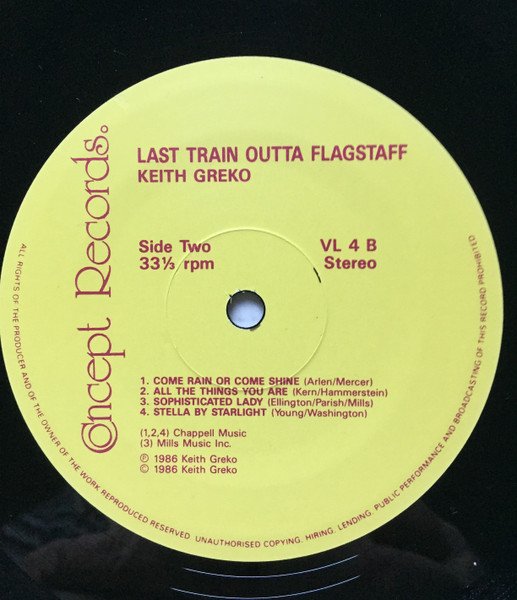 Concept Records.
LAST TRAIN OUTTA FLAGSTAFF
KEITH GREKO
Side Two
33⅓ rpm
VL 4 B
Stereo
1. COME RAIN OR COME SHINE (Arlen/Mercer)
2. ALL THE THINGS YOU ARE (Kern/Hammerstein)
3. SOPHISTICATED LADY (Ellington/Parish/Mills)
4. STELLA BY STARLIGHT (Young/Washington)
(1,2,4) Chappell Music
(3) Mills Music Inc.
℗ 1986 Keith Greko
© 1986 Keith Greko
ALL RIGHTS OF THE PRODUCER AND OF THE OWNER OF THE WORK REPRODUCED RESERVED. UNAUTHORISED COPYING, HIRING, LENDING, PUBLIC PERFORMANCE AND BROADCASTING OF THIS RECORD PROHIBITED